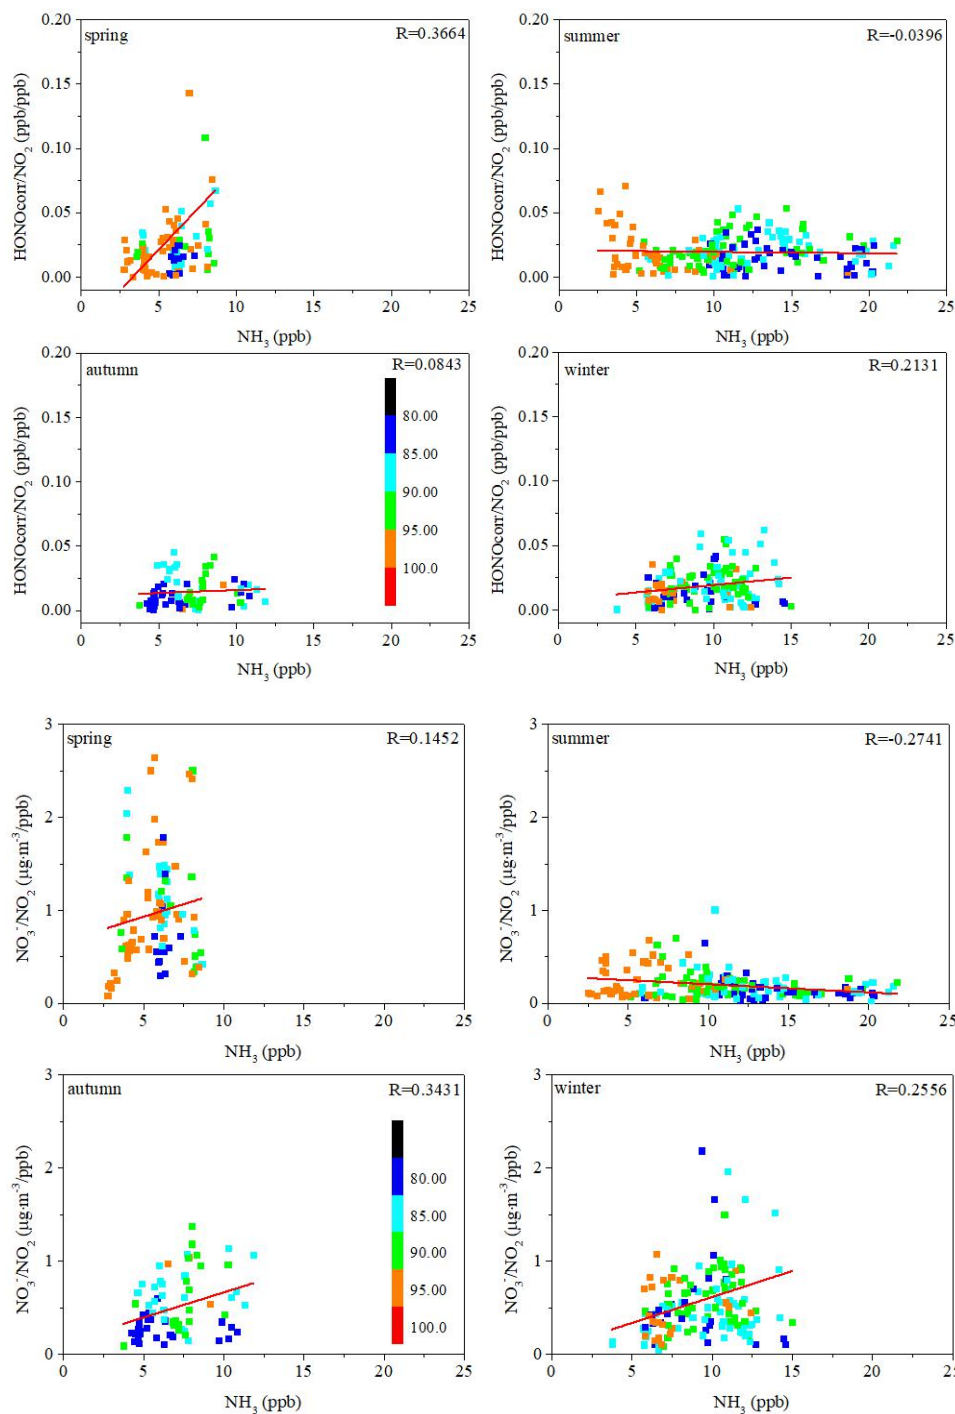 spring R=0.3664
HONOcorr/NO₂ (ppb/ppb)
0.20
0.15
0.10
0.05
0.00
0 5 10 15 20 25
NH₃ (ppb)
summer R=-0.0396
HONOcorr/NO₂ (ppb/ppb)
0.20
0.15
0.10
0.05
0.00
0 5 10 15 20 25
NH₃ (ppb)
autumn R=0.0843
HONOcorr/NO₂ (ppb/ppb)
0.20
0.15
0.10
0.05
0.00
80.00
85.00
90.00
95.00
100.0
0 5 10 15 20 25
NH₃ (ppb)
winter R=0.2131
HONOcorr/NO₂ (ppb/ppb)
0.20
0.15
0.10
0.05
0.00
0 5 10 15 20 25
NH₃ (ppb)
spring R=0.1452
NO₃⁻/NO₂ (μg·m⁻³/ppb)
3
2
1
0
0 5 10 15 20 25
NH₃ (ppb)
summer R=-0.2741
NO₃⁻/NO₂ (μg·m⁻³/ppb)
3
2
1
0
0 5 10 15 20 25
NH₃ (ppb)
autumn R=0.3431
NO₃⁻/NO₂ (μg·m⁻³/ppb)
3
2
1
0
80.00
85.00
90.00
95.00
100.0
0 5 10 15 20 25
NH₃ (ppb)
winter R=0.2556
NO₃⁻/NO₂ (μg·m⁻³/ppb)
3
2
1
0
0 5 10 15 20 25
NH₃ (ppb)